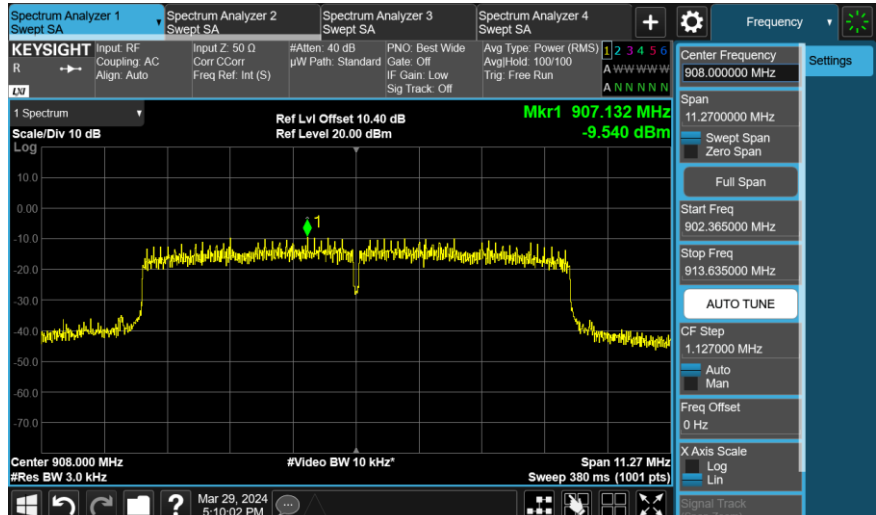 Spectrum Analyzer 1
Swept SA
Spectrum Analyzer 2
Swept SA
Spectrum Analyzer 3
Swept SA
Spectrum Analyzer 4
Swept SA
+
Frequency
KEYSIGHT
R
LXI
Input: RF
Coupling: AC
Align: Auto
Input Z: 50 Ω
Corr CCorr
Freq Ref: Int (S)
#Atten: 40 dB
µW Path: Standard
PNO: Best Wide
Gate: Off
IF Gain: Low
Sig Track: Off
Avg Type: Power (RMS)
Avg|Hold: 100/100
Trig: Free Run
1 2 3 4 5 6
A W W W W W
A N N N N N
1 Spectrum
Scale/Div 10 dB
Log
Ref Lvl Offset 10.40 dB
Ref Level 20.00 dBm
Mkr1 907.132 MHz
-9.540 dBm
10.0
0.00
-10.0
-20.0
-30.0
-40.0
-50.0
-60.0
-70.0
1
Center 908.000 MHz
#Res BW 3.0 kHz
#Video BW 10 kHz*
Span 11.27 MHz
Sweep 380 ms (1001 pts)
?
Mar 29, 2024
5:10:02 PM
Center Frequency
908.000000 MHz
Span
11.2700000 MHz
Swept Span
Zero Span
Full Span
Start Freq
902.365000 MHz
Stop Freq
913.635000 MHz
AUTO TUNE
CF Step
1.127000 MHz
Auto
Man
Freq Offset
0 Hz
X Axis Scale
Log
Lin
Signal Track
Settings